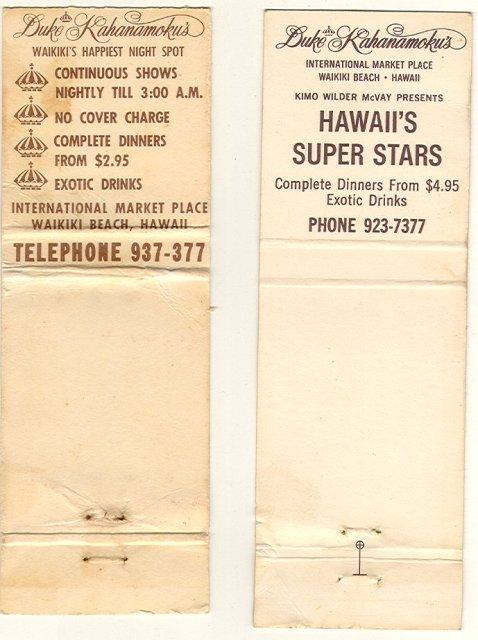 Duke Kahanamoku's
WAIKIKI'S HAPPIEST NIGHT SPOT
CONTINUOUS SHOWS
NIGHTLY TILL 3:00 A.M.
NO COVER CHARGE
COMPLETE DINNERS
FROM $2.95
EXOTIC DRINKS
INTERNATIONAL MARKET PLACE
WAIKIKI BEACH, HAWAII
TELEPHONE 937-377
Duke Kahanamoku's
INTERNATIONAL MARKET PLACE
WAIKIKI BEACH • HAWAII
KIMO WILDER McVAY PRESENTS
HAWAII'S
SUPER STARS
Complete Dinners From $4.95
Exotic Drinks
PHONE 923-7377